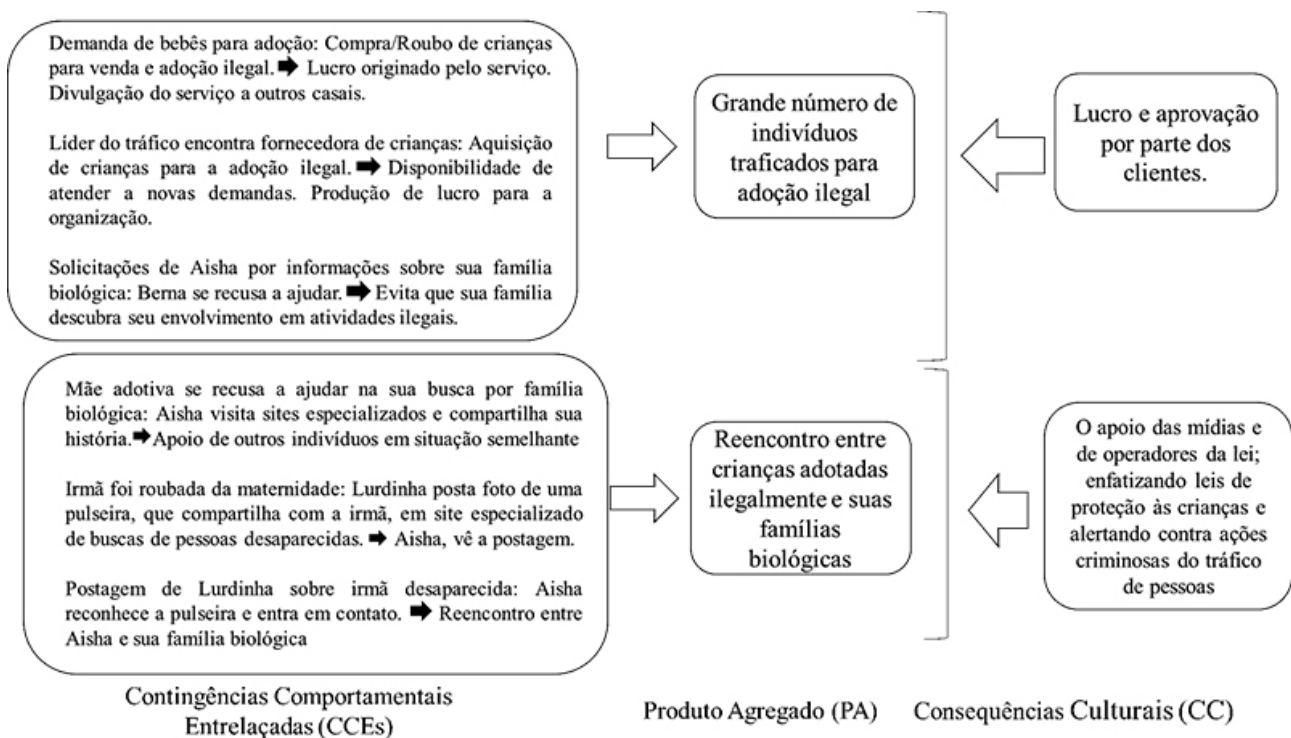 Demanda de bebês para adoção: Compra/Roubo de crianças
para venda e adoção ilegal.➡ Lucro originado pelo serviço.
Divulgação do serviço a outros casais.
Líder do tráfico encontra fornecedora de crianças: Aquisição
de crianças para a adoção ilegal.➡ Disponibilidade de
atender a novas demandas. Produção de lucro para a
organização.
Solicitações de Aisha por informações sobre sua família
biológica: Berna se recusa a ajudar.➡ Evita que sua família
descubra seu envolvimento em atividades ilegais.
Grande número de
indivíduos
traficados para
adoção ilegal
Lucro e aprovação
por parte dos
clientes.
Mãe adotiva se recusa a ajudar na sua busca por família
biológica: Aisha visita sites especializados e compartilha sua
história.➡Apoio de outros indivíduos em situação semelhante
Irmã foi roubada da maternidade: Lurdinha posta foto de uma
pulseira, que compartilha com a irmã, em site especializado
de buscas de pessoas desaparecidas. ➡ Aisha, vê a postagem.
Postagem de Lurdinha sobre irmã desaparecida: Aisha
reconhece a pulseira e entra em contato. ➡ Reencontro entre
Aisha e sua família biológica
Reencontro entre
crianças adotadas
ilegalmente e suas
famílias
biológicas
O apoio das mídias e
de operadores da lei;
enfatizando leis de
proteção às crianças e
alertando contra ações
criminosas do tráfico
de pessoas
Contingências Comportamentais
Entrelaçadas (CCEs)
Produto Agregado (PA)
Consequências Culturais (CC)